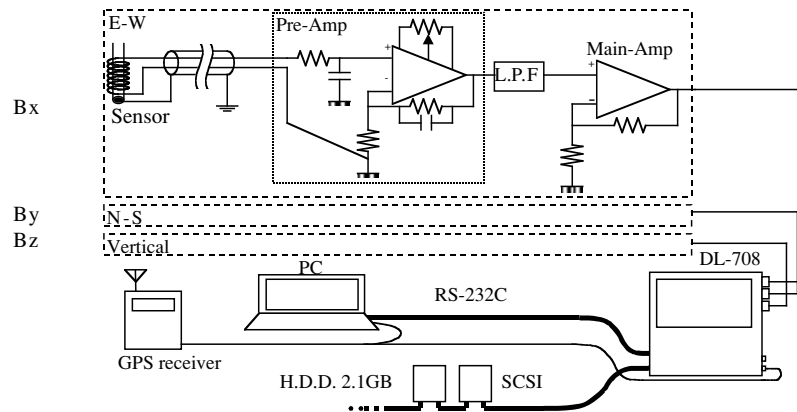 E-W
Pre-Amp
Main-Amp
+
-
L.P.F
+
−
Sensor
Bx
By
N-S
Bz
Vertical
DL-708
PC
RS-232C
GPS receiver
H.D.D. 2.1GB
SCSI